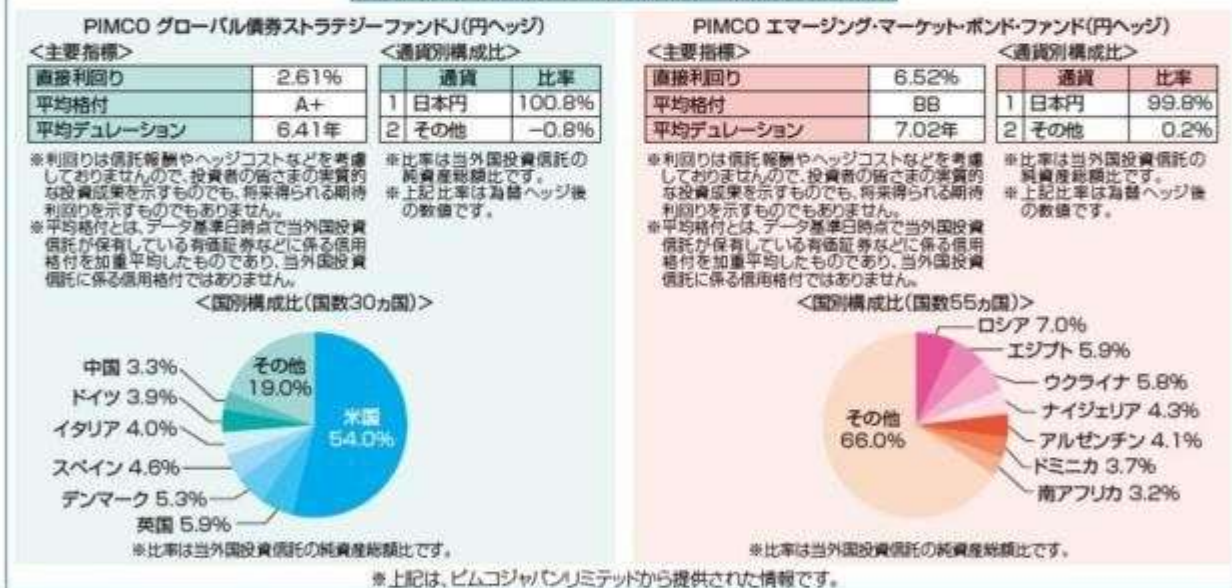 PIMCO グローバル債券ストラテジーファンドJ(円ヘッジ)
<主要指標>
直接利回り 2.61%
平均格付 A+
平均デュレーション 6.41年
<通貨別構成比>
通貨 比率
1 日本円 100.8%
2 その他 −0.8%
※利回りは信託報酬やヘッジコストなどを考慮
しておりませんので、投資者の皆さまの実質的
な投資成果を示すものでも、将来得られる期待
利回りを示すものでもありません。
※平均格付とは、データ基準日時点で当外国投資
信託が保有している有価証券などに係る信用
格付を加重平均したものであり、当外国投資
信託に係る信用格付ではありません。
※比率は当外国投資信託の
純資産総額比です。
※上記比率は為替ヘッジ後
の数値です。
<国別構成比(国数30ヵ国)>
中国 3.3%
ドイツ 3.9%
イタリア 4.0%
スペイン 4.6%
デンマーク 5.3%
英国 5.9%
その他
19.0%
米国
54.0%
※比率は当外国投資信託の純資産総額比です。
PIMCO エマージング・マーケット・ボンド・ファンド(円ヘッジ)
<主要指標>
直接利回り 6.52%
平均格付 BB
平均デュレーション 7.02年
<通貨別構成比>
通貨 比率
1 日本円 99.8%
2 その他 0.2%
※利回りは信託報酬やヘッジコストなどを考慮
しておりませんので、投資者の皆さまの実質的
な投資成果を示すものでも、将来得られる期待
利回りを示すものでもありません。
※平均格付とは、データ基準日時点で当外国投資
信託が保有している有価証券などに係る信用
格付を加重平均したものであり、当外国投資
信託に係る信用格付ではありません。
※比率は当外国投資信託の
純資産総額比です。
※上記比率は為替ヘッジ後
の数値です。
<国別構成比(国数55ヵ国)>
ロシア 7.0%
エジプト 5.9%
ウクライナ 5.8%
ナイジェリア 4.3%
アルゼンチン 4.1%
ドミニカ 3.7%
南アフリカ 3.2%
その他
66.0%
※比率は当外国投資信託の純資産総額比です。
※上記は、ピムコジャパンリミテッドから提供された情報です。